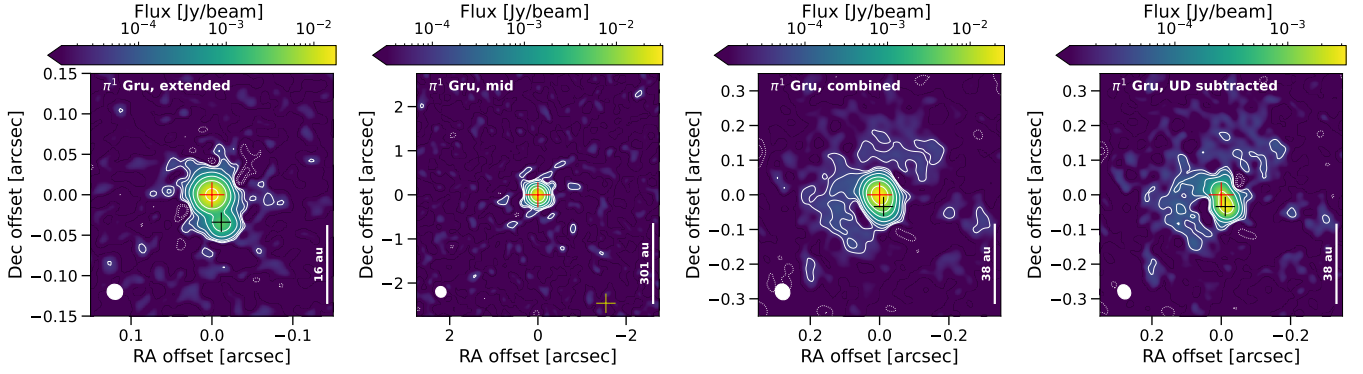 Flux [Jy/beam]
10⁻⁴ 10⁻³ 10⁻²
π¹ Gru, extended
0.15
0.10
0.05
0.00
−0.05
−0.10
−0.15
Dec offset [arcsec]
16 au
0.1 0.0 −0.1
RA offset [arcsec]
Flux [Jy/beam]
10⁻⁴ 10⁻³ 10⁻²
π¹ Gru, mid
2
1
0
−1
−2
Dec offset [arcsec]
301 au
2 0 −2
RA offset [arcsec]
Flux [Jy/beam]
10⁻⁴ 10⁻³ 10⁻²
π¹ Gru, combined
0.3
0.2
0.1
0.0
−0.1
−0.2
−0.3
Dec offset [arcsec]
38 au
0.2 0.0 −0.2
RA offset [arcsec]
Flux [Jy/beam]
10⁻⁴ 10⁻³
π¹ Gru, UD subtracted
0.3
0.2
0.1
0.0
−0.1
−0.2
−0.3
Dec offset [arcsec]
38 au
0.2 0.0 −0.2
RA offset [arcsec]